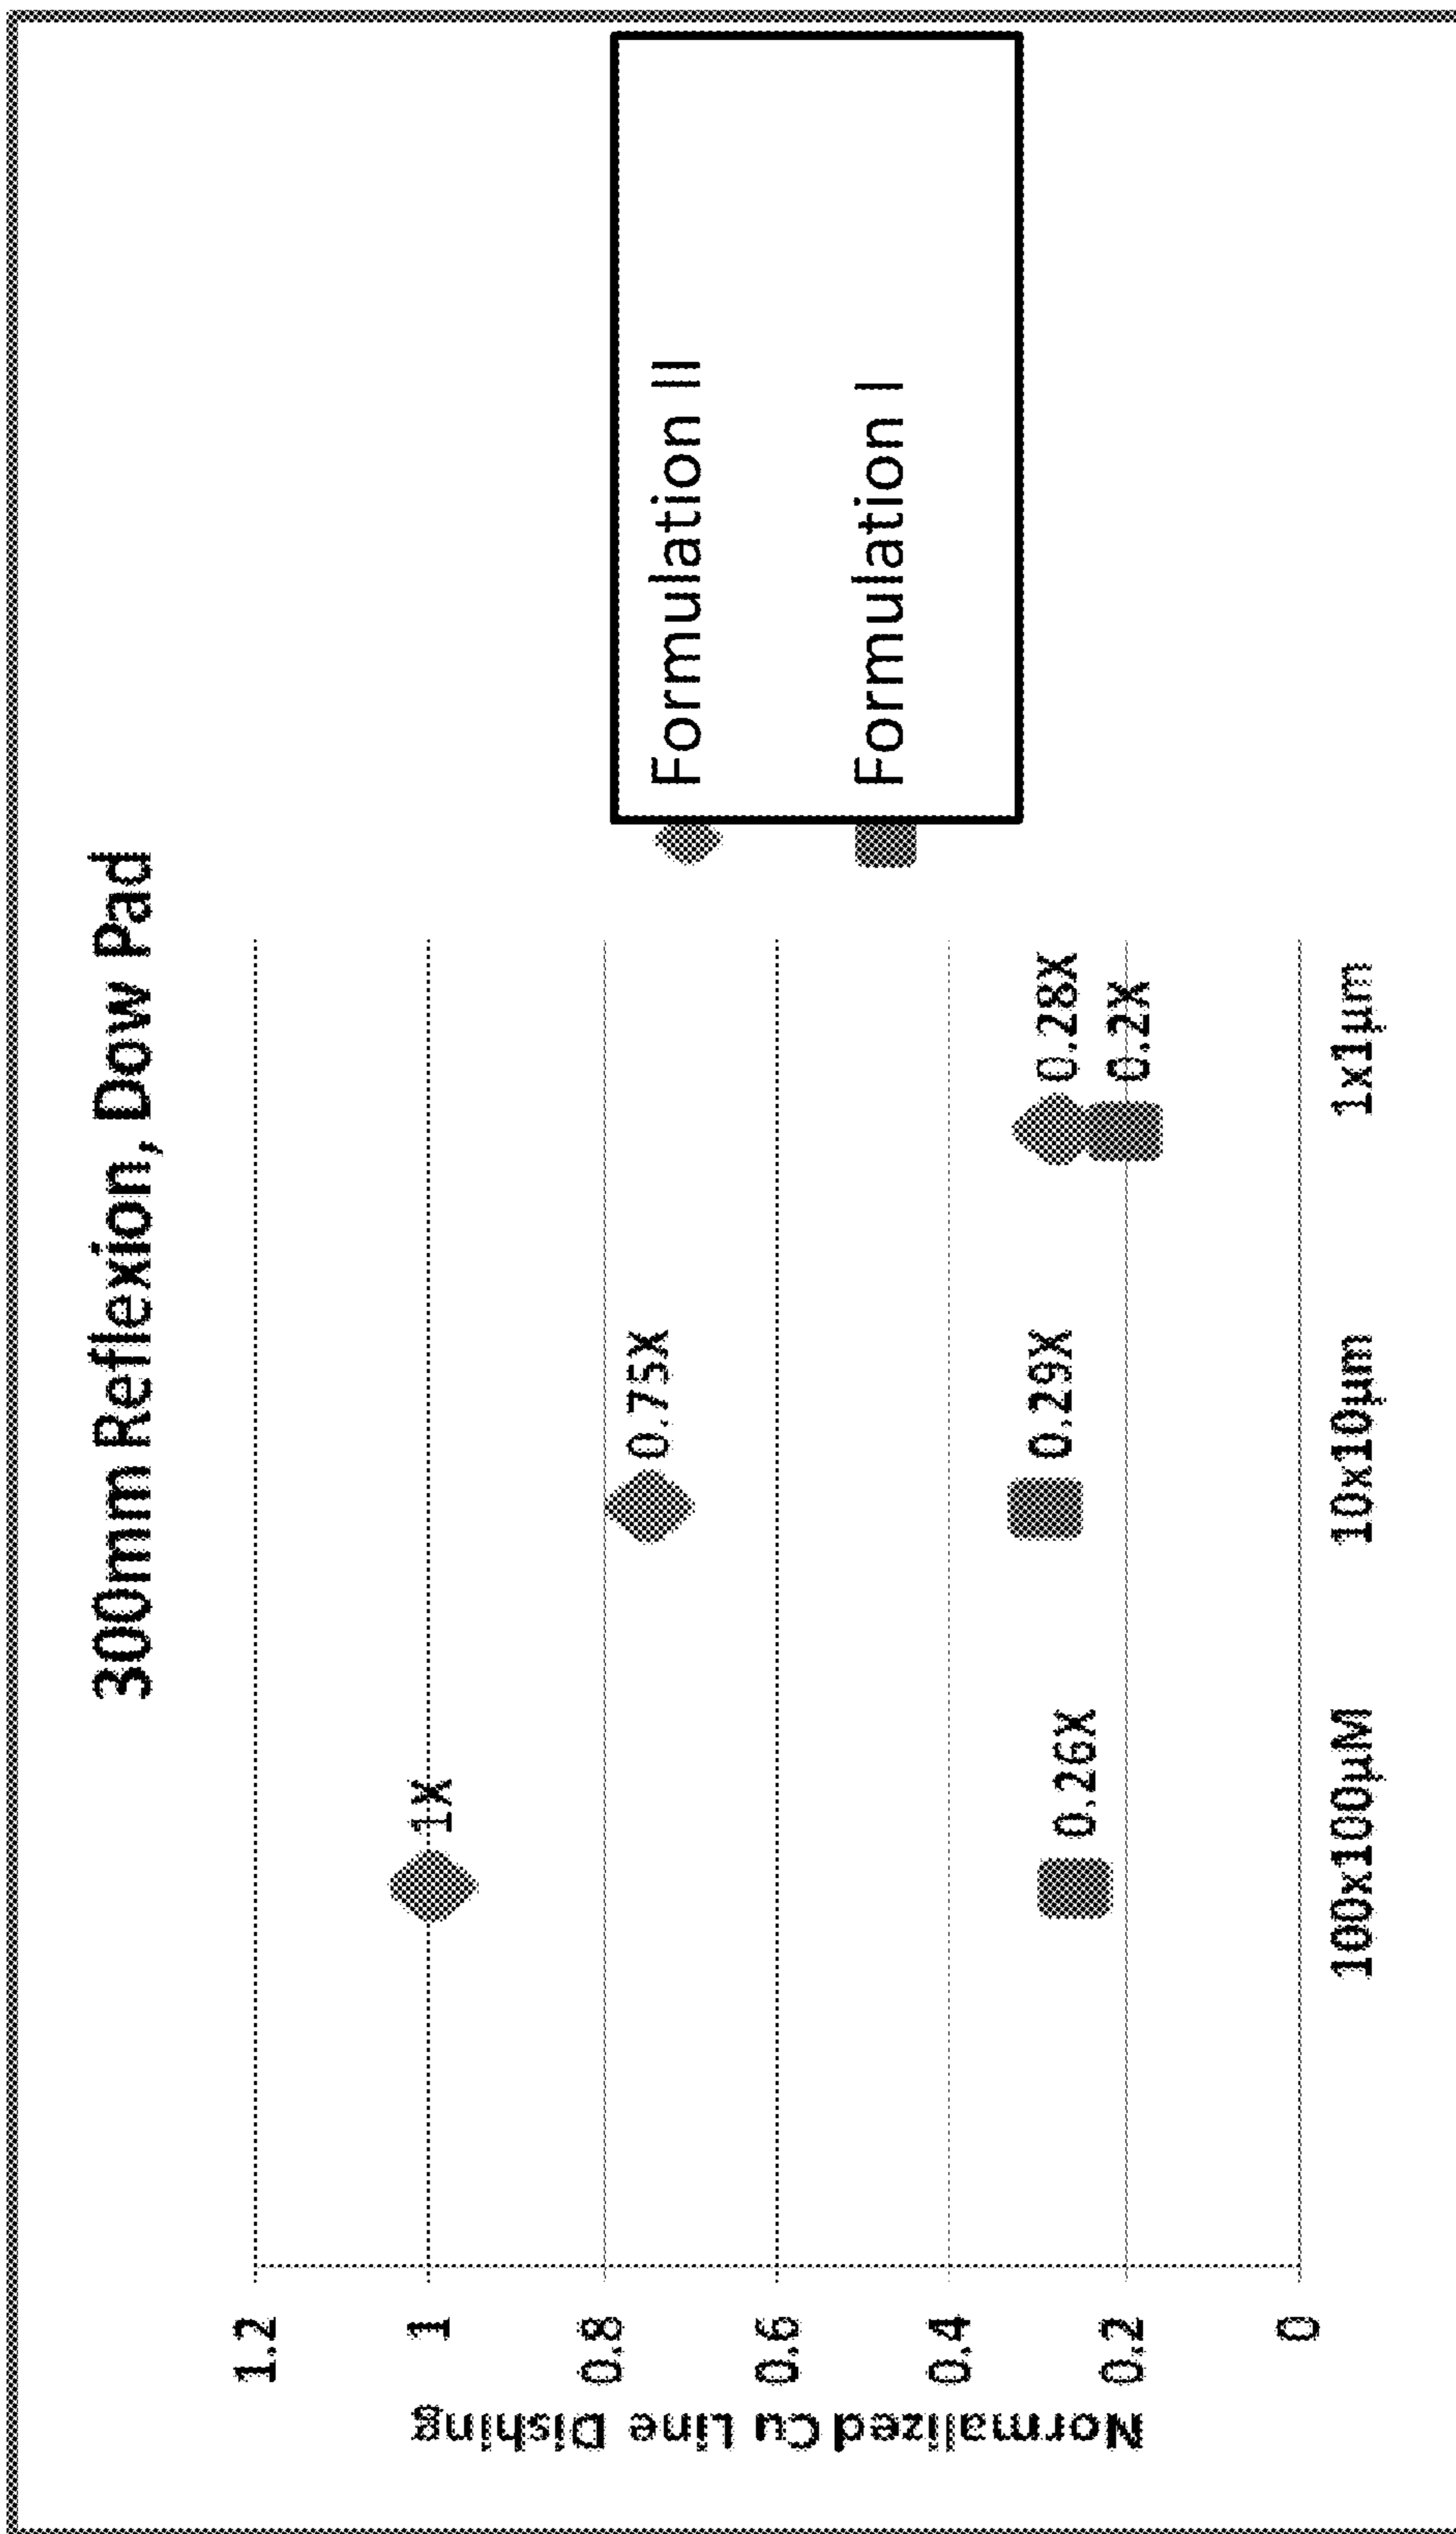 300mm Reflexion, Dow Pad
1.2
1
0.8
0.6
0.4
0.2
0
Normalized Cu Line Dishing
1X
0.75X
0.28X
0.26X
0.29X
0.2X
100x100µM
10x10µm
1x1µm
Formulation III
Formulation I